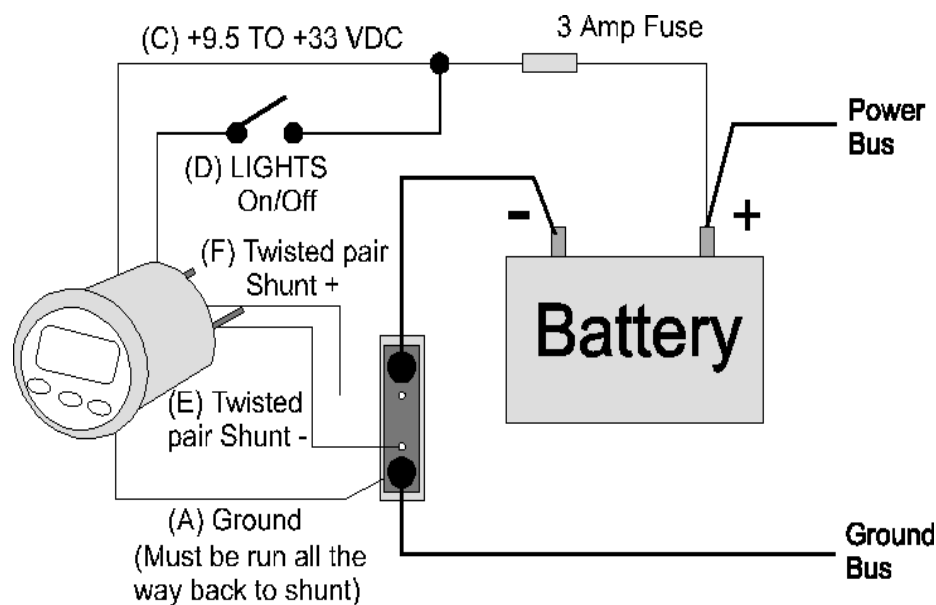 (C) +9.5 TO +33 VDC
3 Amp Fuse
Power
Bus
(D) LIGHTS
On/Off
- +
(F) Twisted pair
Shunt +
Battery
(E) Twisted
pair Shunt -
(A) Ground
(Must be run all the
way back to shunt)
Ground
Bus